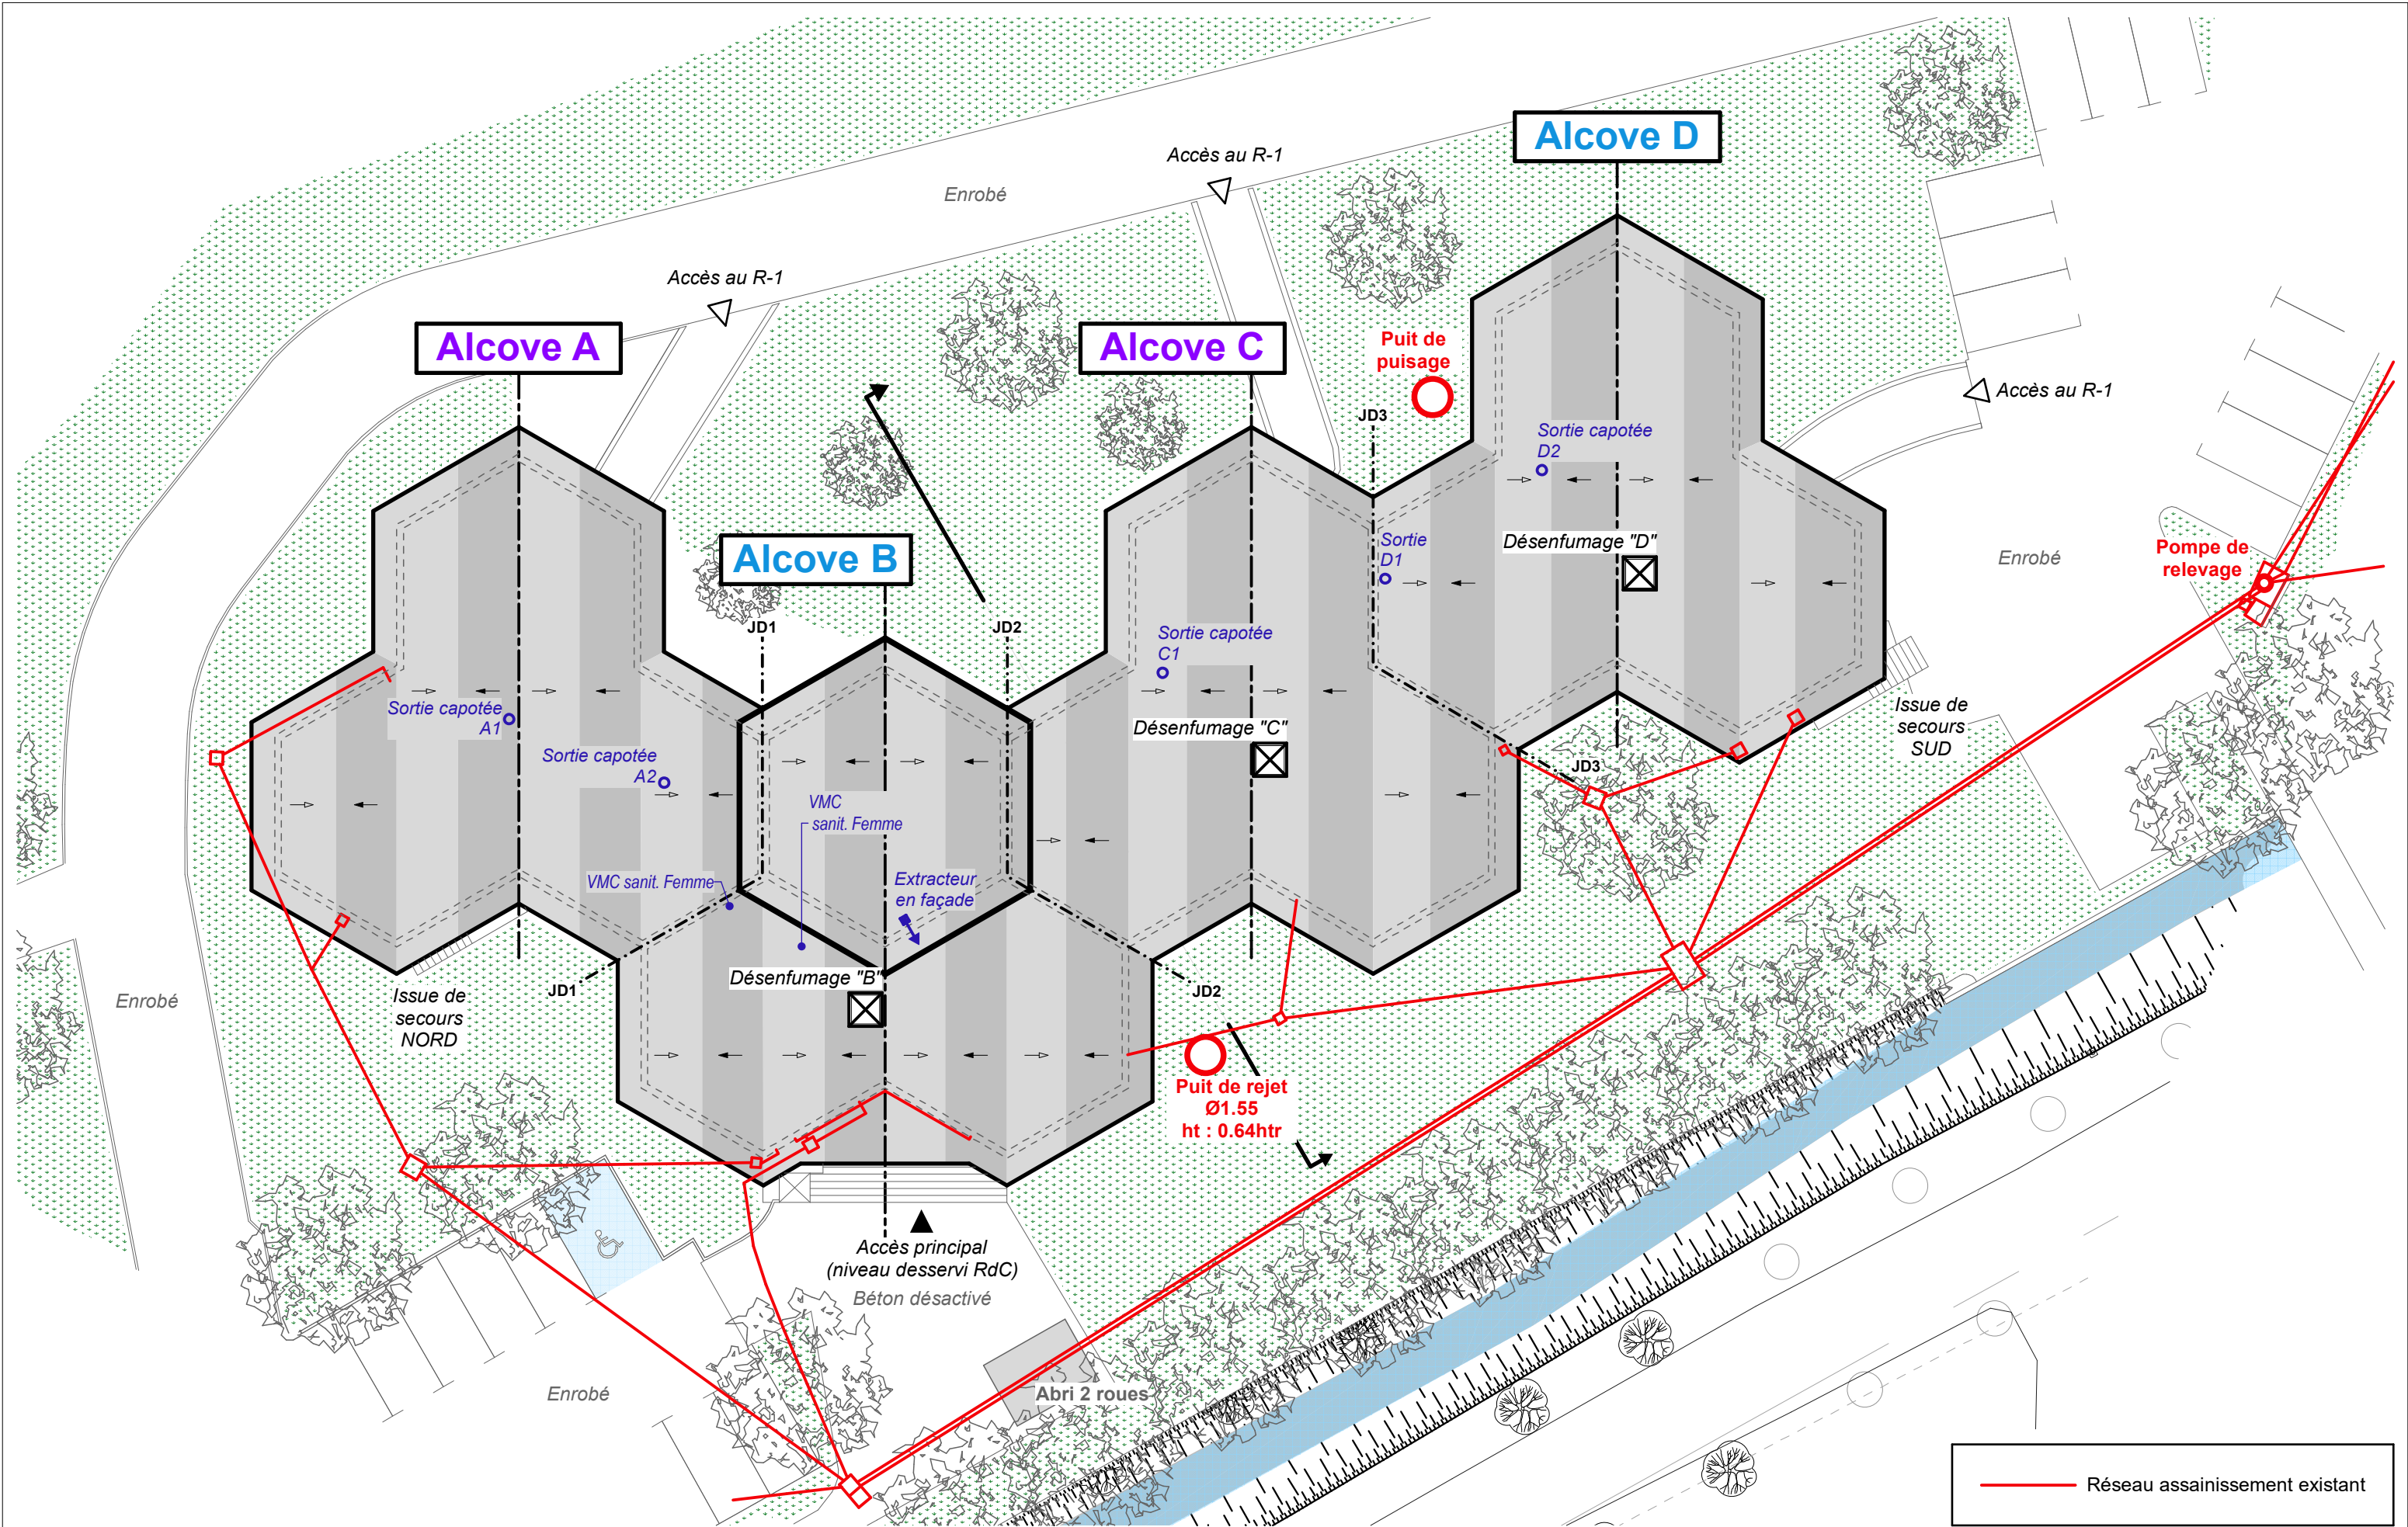 Alcove D
Accès au R-1
Enrobé
Accès au R-1
Alcove A
Alcove C
Puit de
puisage
Accès au R-1
JD3
Sortie capotée
D2
Alcove B
Sortie
D1
Désenfumage "D"
Enrobé
Pompe de
relevage
JD1
JD2
Sortie capotée
C1
Sortie capotée
A1
Issue de
secours
SUD
Désenfumage "C"
Sortie capotée
A2
JD3
VMC
sanit. Femme
VMC sanit. Femme
Extracteur
en façade
Désenfumage "B"
JD1
JD2
Enrobé
Issue de
secours
NORD
Puit de rejet
Ø1.55
ht : 0.64htr
Accès principal
(niveau desservi RdC)
Béton désactivé
Enrobé
Abri 2 roues
Réseau assainissement existant